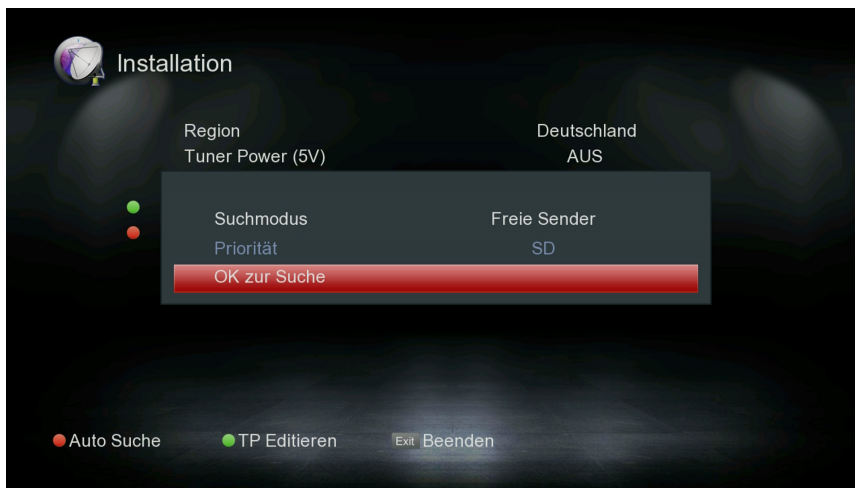 Installation
Region Deutschland
Tuner Power (5V) AUS
Suchmodus Freie Sender
Priorität SD
OK zur Suche
Auto Suche TP Editieren Exit Beenden